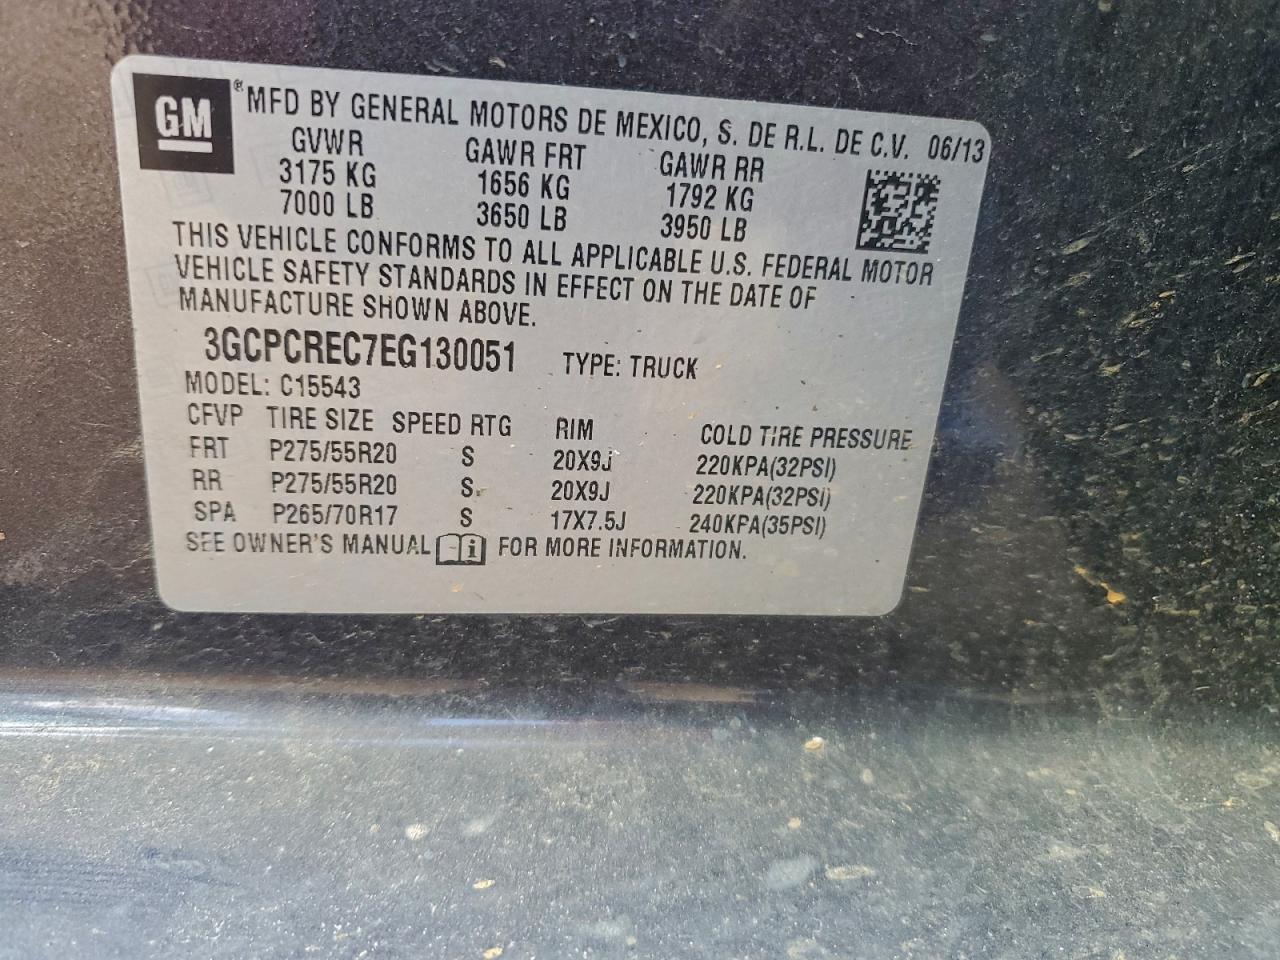 GM ® MFD BY GENERAL MOTORS DE MEXICO, S. DE R.L. DE C.V. 06/13
GVWR GAWR FRT GAWR RR
3175 KG 1656 KG 1792 KG
7000 LB 3650 LB 3950 LB
THIS VEHICLE CONFORMS TO ALL APPLICABLE U.S. FEDERAL MOTOR
VEHICLE SAFETY STANDARDS IN EFFECT ON THE DATE OF
MANUFACTURE SHOWN ABOVE.
3GCPCREC7EG130051 TYPE: TRUCK
MODEL: C15543
CFVP TIRE SIZE SPEED RTG RIM COLD TIRE PRESSURE
FRT P275/55R20 S 20X9J 220KPA(32PSI)
RR P275/55R20 S 20X9J 220KPA(32PSI)
SPA P265/70R17 S 17X7.5J 240KPA(35PSI)
SEE OWNER'S MANUAL i FOR MORE INFORMATION.